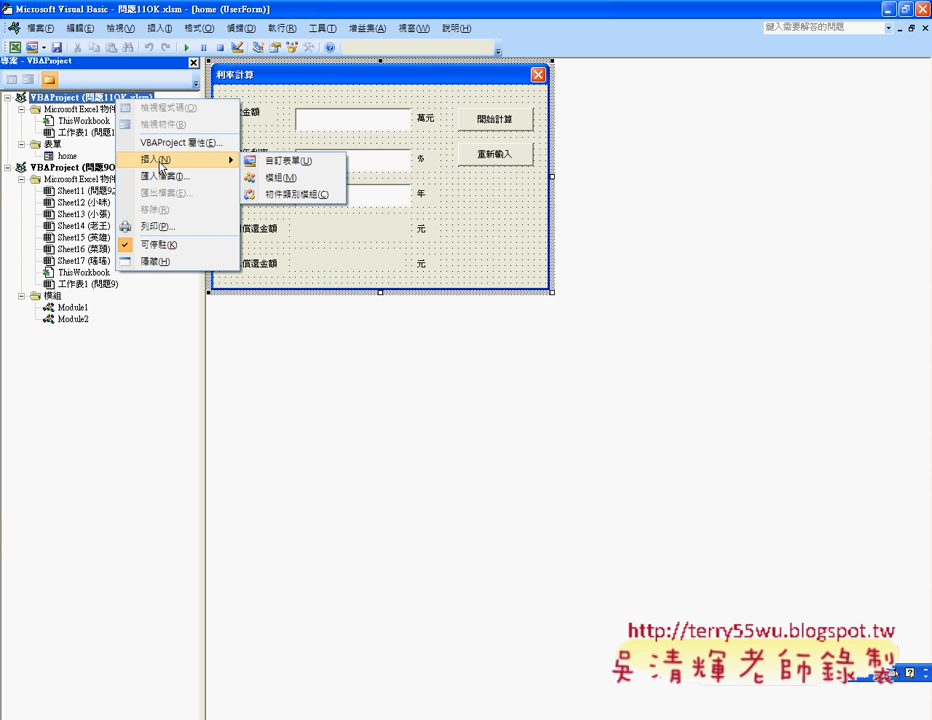 Microsoft Visual Basic - 問題11OK.xlsm - [home (UserForm)]
檔案(F) 編輯(E) 檢視(V) 插入(I) 格式(O) 偵錯(D) 執行(R) 工具(T) 增益集(A) 視窗(W) 說明(H) 鍵入需要解答的問題
專案 - VBAProject
VBAProject (問題11OK.xlsm)
Microsoft Excel 物件
ThisWorkbook
工作表1 (問題1
表單
home
VBAProject (問題9O
Microsoft Excel 物件
Sheet11 (問題9
Sheet12 (小咪)
Sheet13 (小張)
Sheet14 (老王)
Sheet15 (英雄)
Sheet16 (菜頭)
Sheet17 (瑤瑤)
ThisWorkbook
工作表1 (問題9)
模組
Module1
Module2
檢視程式碼(O)
檢視物件(B)
VBAProject 屬性(E)...
插入(N)
匯入檔案(I)...
匯出檔案(E)...
移除(R)
列印(P)...
可停駐(K)
隱藏(H)
自訂表單(U)
模組(M)
物件類別模組(C)
利率計算
金額 萬元 開始計算
% 重新輸入
年
償還金額 元
償還金額 元
http://terry55wu.blogspot.tw
吳清輝老師錄製